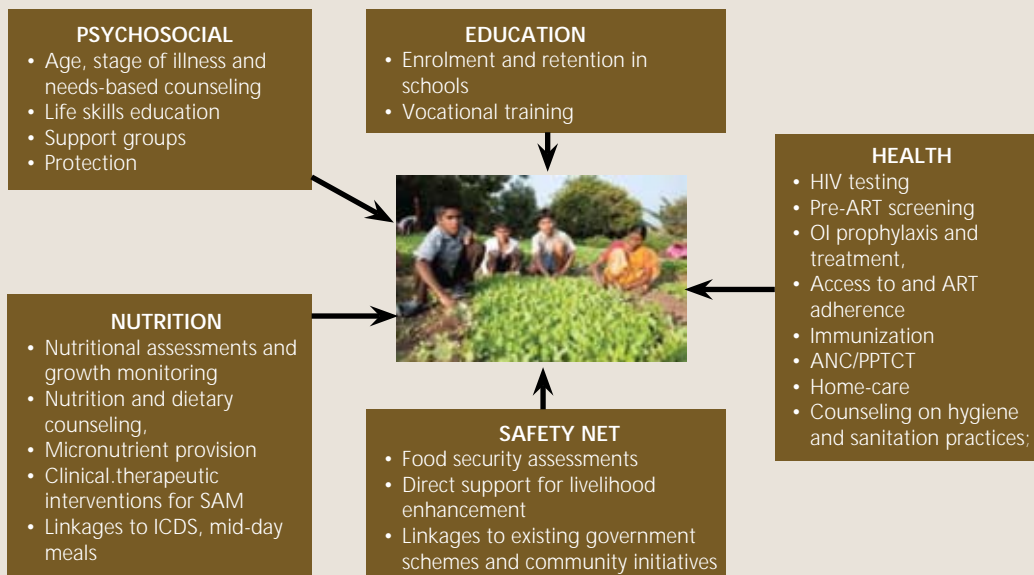 PSYCHOSOCIAL
• Age, stage of illness and
needs-based counseling
• Life skills education
• Support groups
• Protection
EDUCATION
• Enrolment and retention in
schools
• Vocational training
HEALTH
• HIV testing
• Pre-ART screening
• OI prophylaxis and
treatment,
• Access to and ART
adherence
• Immunization
• ANC/PPTCT
• Home-care
• Counseling on hygiene
and sanitation practices;
NUTRITION
• Nutritional assessments and
growth monitoring
• Nutrition and dietary
counseling,
• Micronutrient provision
• Clinical.therapeutic
interventions for SAM
• Linkages to ICDS, mid-day
meals
SAFETY NET
• Food security assessments
• Direct support for livelihood
enhancement
• Linkages to existing government
schemes and community initiatives